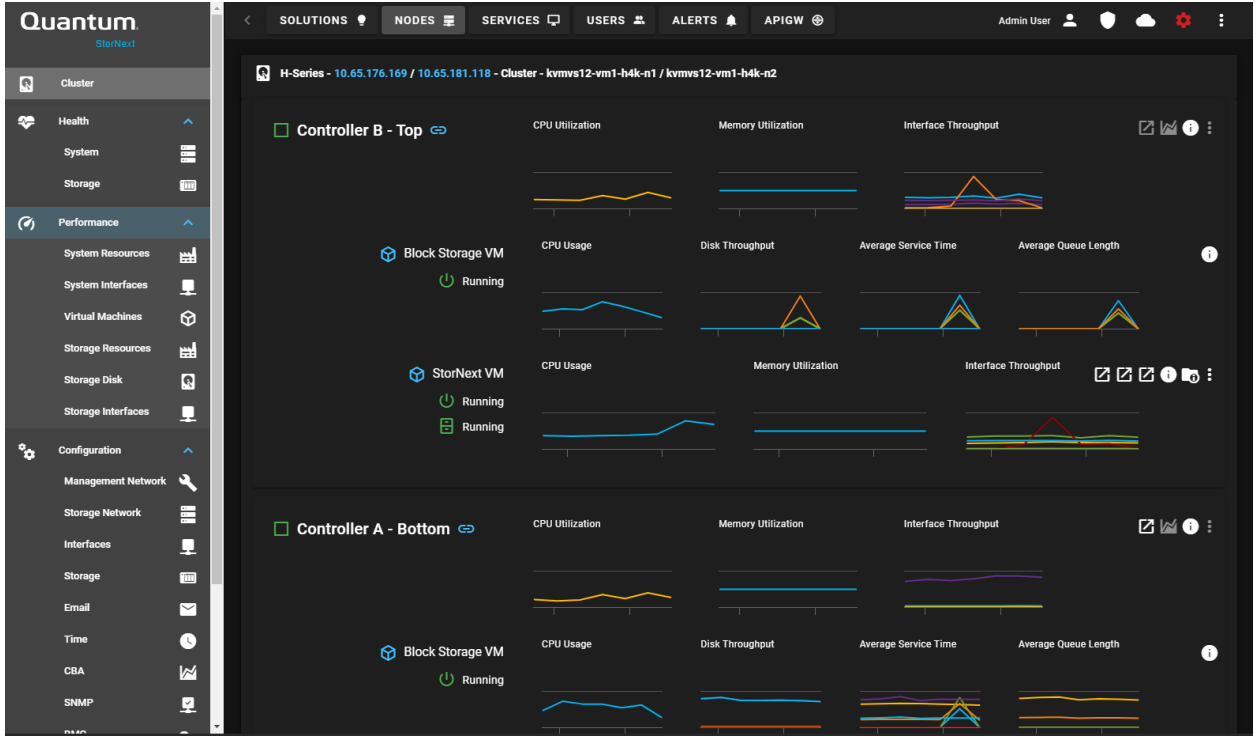 Quantum.
StorNext
SOLUTIONS NODES SERVICES USERS ALERTS APIGW Admin User
H-Series - 10.65.176.169 / 10.65.181.118 - Cluster - kvmvs12-vm1-h4k-n1 / kvmvs12-vm1-h4k-n2
Cluster
Health
System
Storage
Performance
System Resources
System Interfaces
Virtual Machines
Storage Resources
Storage Disk
Storage Interfaces
Configuration
Management Network
Storage Network
Interfaces
Storage
Email
Time
CBA
SNMP
Controller B - Top
CPU Utilization Memory Utilization Interface Throughput
Block Storage VM
Running
CPU Usage Disk Throughput Average Service Time Average Queue Length
StorNext VM
Running
Running
CPU Usage Memory Utilization Interface Throughput
Controller A - Bottom
CPU Utilization Memory Utilization Interface Throughput
Block Storage VM
Running
CPU Usage Disk Throughput Average Service Time Average Queue Length